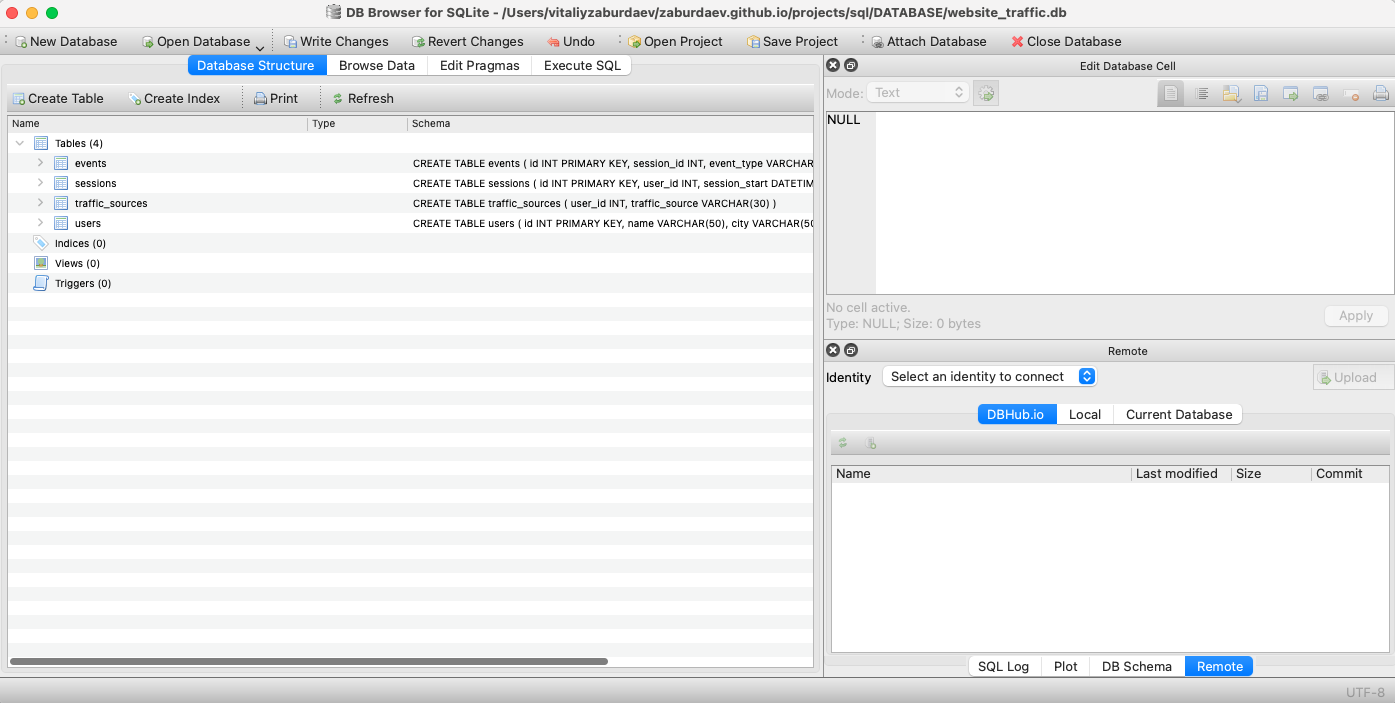 DB Browser for SQLite - /Users/vitaliyzaburdaev/zaburdaev.github.io/projects/sql/DATABASE/website_traffic.db
New Database Open Database Write Changes Revert Changes Undo Open Project Save Project Attach Database Close Database
Database Structure Browse Data Edit Pragmas Execute SQL
Create Table Create Index Print Refresh
Name Type Schema
Tables (4)
events CREATE TABLE events ( id INT PRIMARY KEY, session_id INT, event_type VARCHAR
sessions CREATE TABLE sessions ( id INT PRIMARY KEY, user_id INT, session_start DATETIM
traffic_sources CREATE TABLE traffic_sources ( user_id INT, traffic_source VARCHAR(30) )
users CREATE TABLE users ( id INT PRIMARY KEY, name VARCHAR(50), city VARCHAR(50
Indices (0)
Views (0)
Triggers (0)
Edit Database Cell
Mode: Text
NULL
No cell active.
Type: NULL; Size: 0 bytes
Apply
Remote
Identity Select an identity to connect Upload
DBHub.io Local Current Database
Name Last modified Size Commit
SQL Log Plot DB Schema Remote
UTF-8